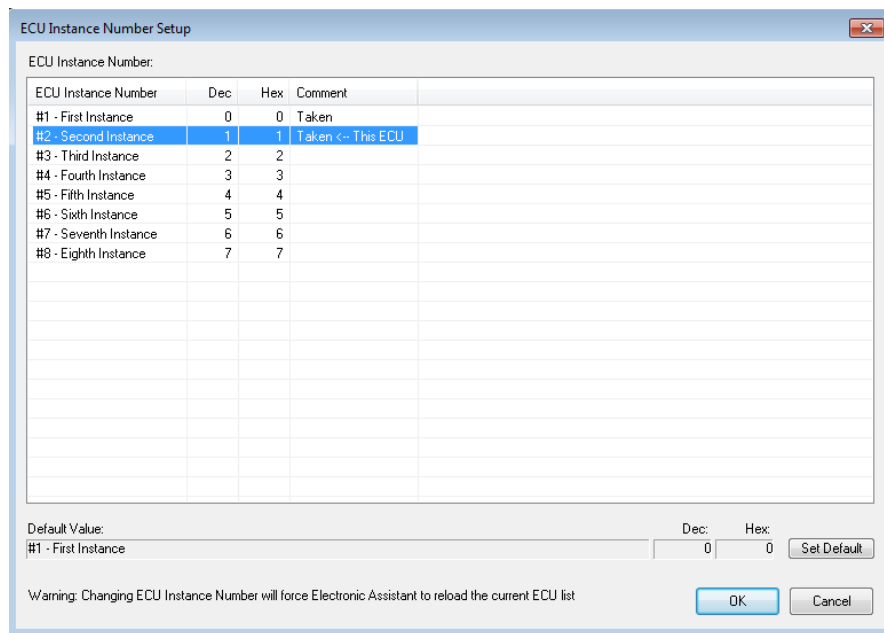 ECU Instance Number Setup
ECU Instance Number:
ECU Instance Number Dec Hex Comment
#1 - First Instance 0 0 Taken
#2 - Second Instance 1 1 Taken <-- This ECU
#3 - Third Instance 2 2
#4 - Fourth Instance 3 3
#5 - Fifth Instance 4 4
#6 - Sixth Instance 5 5
#7 - Seventh Instance 6 6
#8 - Eighth Instance 7 7
Default Value: Dec: Hex:
#1 - First Instance 0 0 Set Default
Warning: Changing ECU Instance Number will force Electronic Assistant to reload the current ECU list
OK Cancel